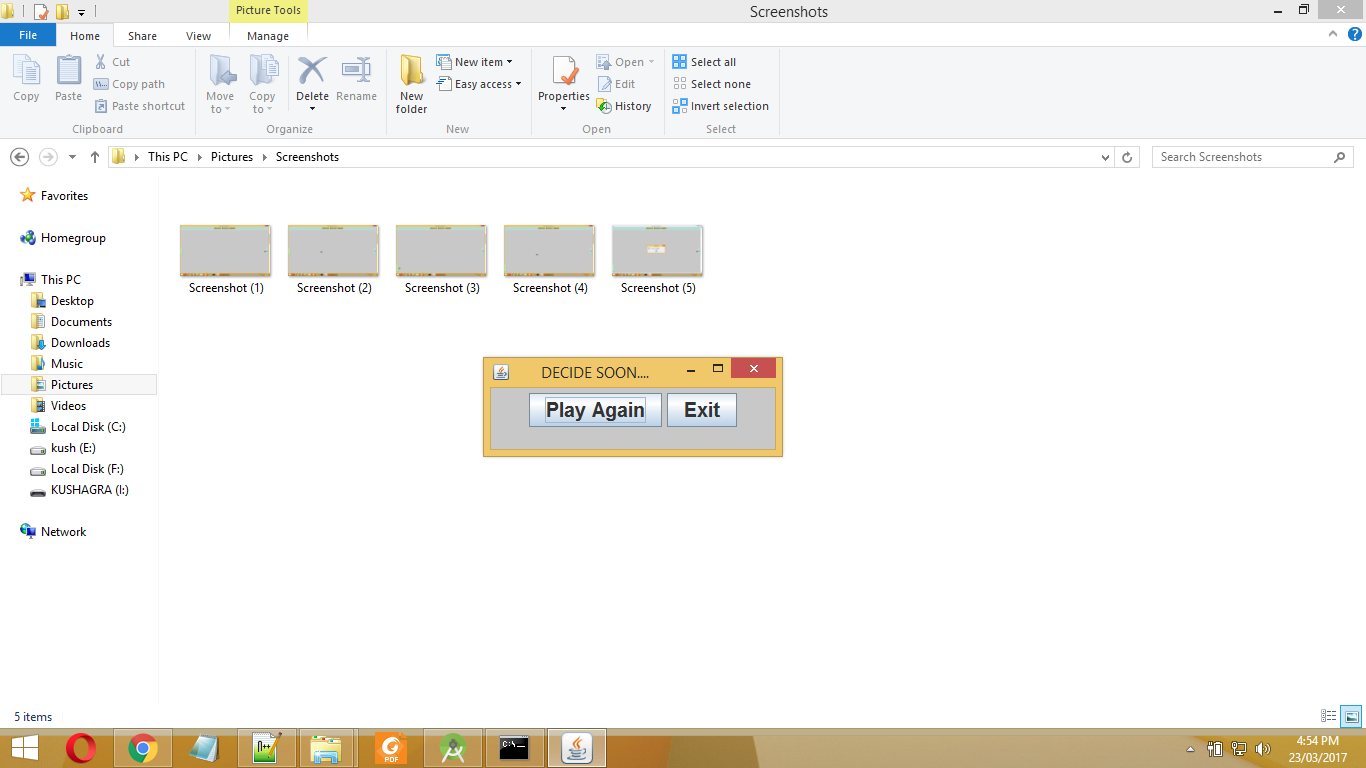 Picture Tools
Screenshots
File Home Share View Manage
Copy
Paste
Cut
Copy path
Paste shortcut
Clipboard
Move to
Copy to
Delete
Rename
Organize
New folder
New item
Easy access
New
Properties
Open
Edit
History
Open
Select all
Select none
Invert selection
Select
This PC Pictures Screenshots
Search Screenshots
Favorites
Homegroup
This PC
Desktop
Documents
Downloads
Music
Pictures
Videos
Local Disk (C:)
kush (E:)
Local Disk (F:)
KUSHAGRA (I:)
Network
Screenshot (1) Screenshot (2) Screenshot (3) Screenshot (4) Screenshot (5)
DECIDE SOON....
Play Again Exit
5 items
PDF
4:54 PM
23/03/2017